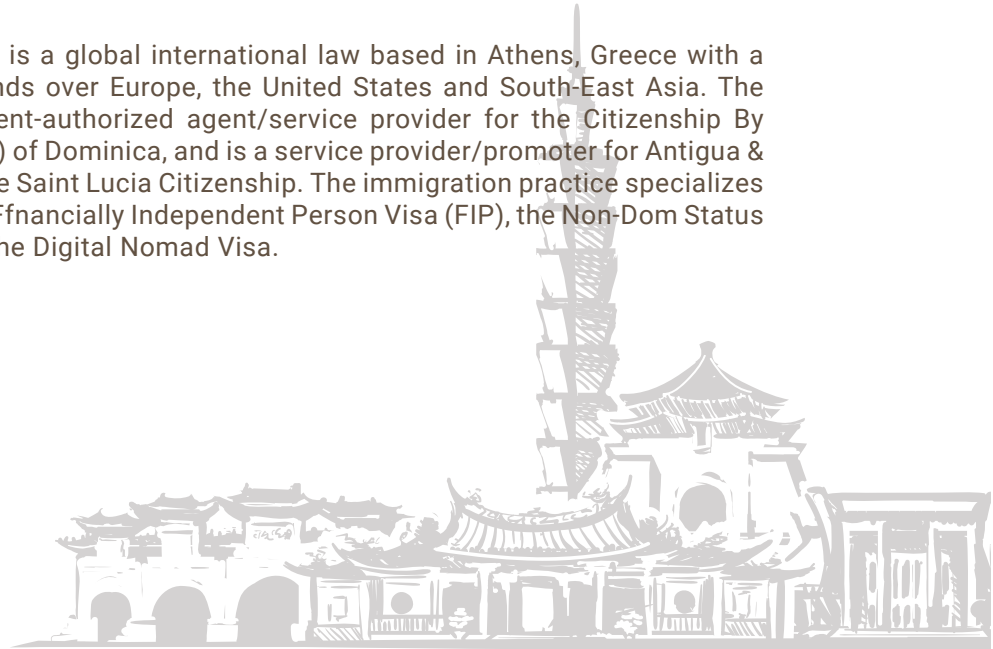 is a global international law based in Athens, Greece with a
nds over Europe, the United States and South-East Asia. The
ent-authorized agent/service provider for the Citizenship By
) of Dominica, and is a service provider/promoter for Antigua &
e Saint Lucia Citizenship. The immigration practice specializes
Ffnancially Independent Person Visa (FIP), the Non-Dom Status
he Digital Nomad Visa.